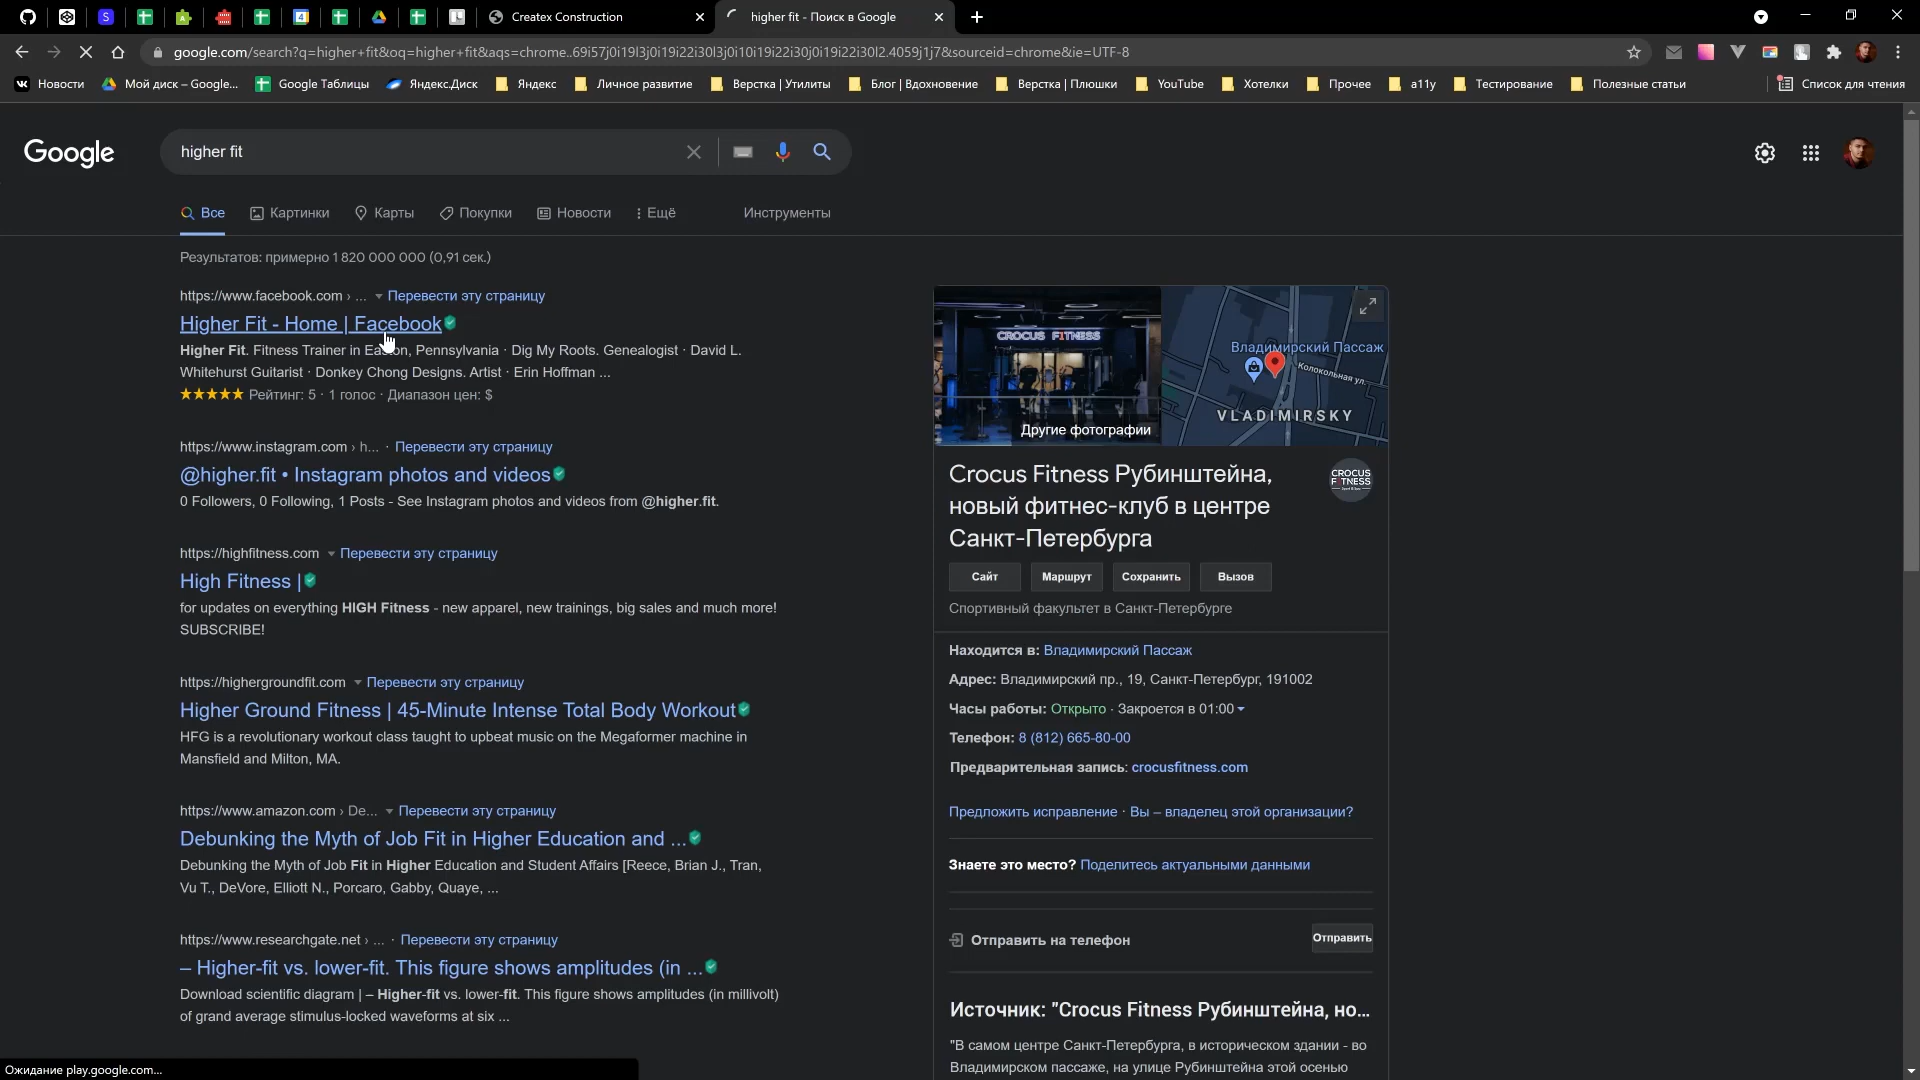 Createx Construction
higher fit - Поиск в Google
google.com/search?q=higher+fit&oq=higher+fit&aqs=chrome..69i57j0i19l3j0i19i22i30l3j0i10i19i22i30j0i19i22i30l2.4059j1j7&sourceid=chrome&ie=UTF-8
Новости
Мой диск – Google...
Google Таблицы
Яндекс.Диск
Яндекс
Личное развитие
Верстка | Утилиты
Блог | Вдохновение
Верстка | Плюшки
YouTube
Хотелки
Прочее
a11y
Тестирование
Полезные статьи
Список для чтения
Google
higher fit
Все
Картинки
Карты
Покупки
Новости
Ещё
Инструменты
Результатов: примерно 1 820 000 000 (0,91 сек.)
https://www.facebook.com › ... Перевести эту страницу
Higher Fit - Home | Facebook
Higher Fit. Fitness Trainer in Easton, Pennsylvania · Dig My Roots. Genealogist · David L.
Whitehurst Guitarist · Donkey Chong Designs. Artist · Erin Hoffman ...
Рейтинг: 5 · 1 голос · Диапазон цен: $
https://www.instagram.com › h... · Перевести эту страницу
@higher.fit • Instagram photos and videos
0 Followers, 0 Following, 1 Posts - See Instagram photos and videos from @higher.fit.
https://highfitness.com Перевести эту страницу
High Fitness |
for updates on everything HIGH Fitness - new apparel, new trainings, big sales and much more!
SUBSCRIBE!
https://highergroundfit.com Перевести эту страницу
Higher Ground Fitness | 45-Minute Intense Total Body Workout
HFG is a revolutionary workout class taught to upbeat music on the Megaformer machine in
Mansfield and Milton, MA.
https://www.amazon.com › De... Перевести эту страницу
Debunking the Myth of Job Fit in Higher Education and ...
Debunking the Myth of Job Fit in Higher Education and Student Affairs [Reece, Brian J., Tran,
Vu T., DeVore, Elliott N., Porcaro, Gabby, Quaye, ...
https://www.researchgate.net › ... · Перевести эту страницу
– Higher-fit vs. lower-fit. This figure shows amplitudes (in ...
Download scientific diagram | – Higher-fit vs. lower-fit. This figure shows amplitudes (in millivolt)
of grand average stimulus-locked waveforms at six ...
Ожидание play.google.com...
CROCUS FITNESS
Другие фотографии
Владимирский Пассаж
Колокольная ул.
VLADIMIRSKY
Crocus Fitness Рубинштейна,
новый фитнес-клуб в центре
Санкт-Петербурга
CROCUS
FITNESS
Сайт
Маршрут
Сохранить
Вызов
Спортивный факультет в Санкт-Петербурге
Находится в: Владимирский Пассаж
Адрес: Владимирский пр., 19, Санкт-Петербург, 191002
Часы работы: Открыто · Закроется в 01:00
Телефон: 8 (812) 665-80-00
Предварительная запись: crocusfitness.com
Предложить исправление · Вы – владелец этой организации?
Знаете это место? Поделитесь актуальными данными
Отправить на телефон
Отправить
Источник: "Crocus Fitness Рубинштейна, но...
"В самом центре Санкт-Петербурга, в историческом здании - во
Владимирском пассаже, на улице Рубинштейна этой осенью